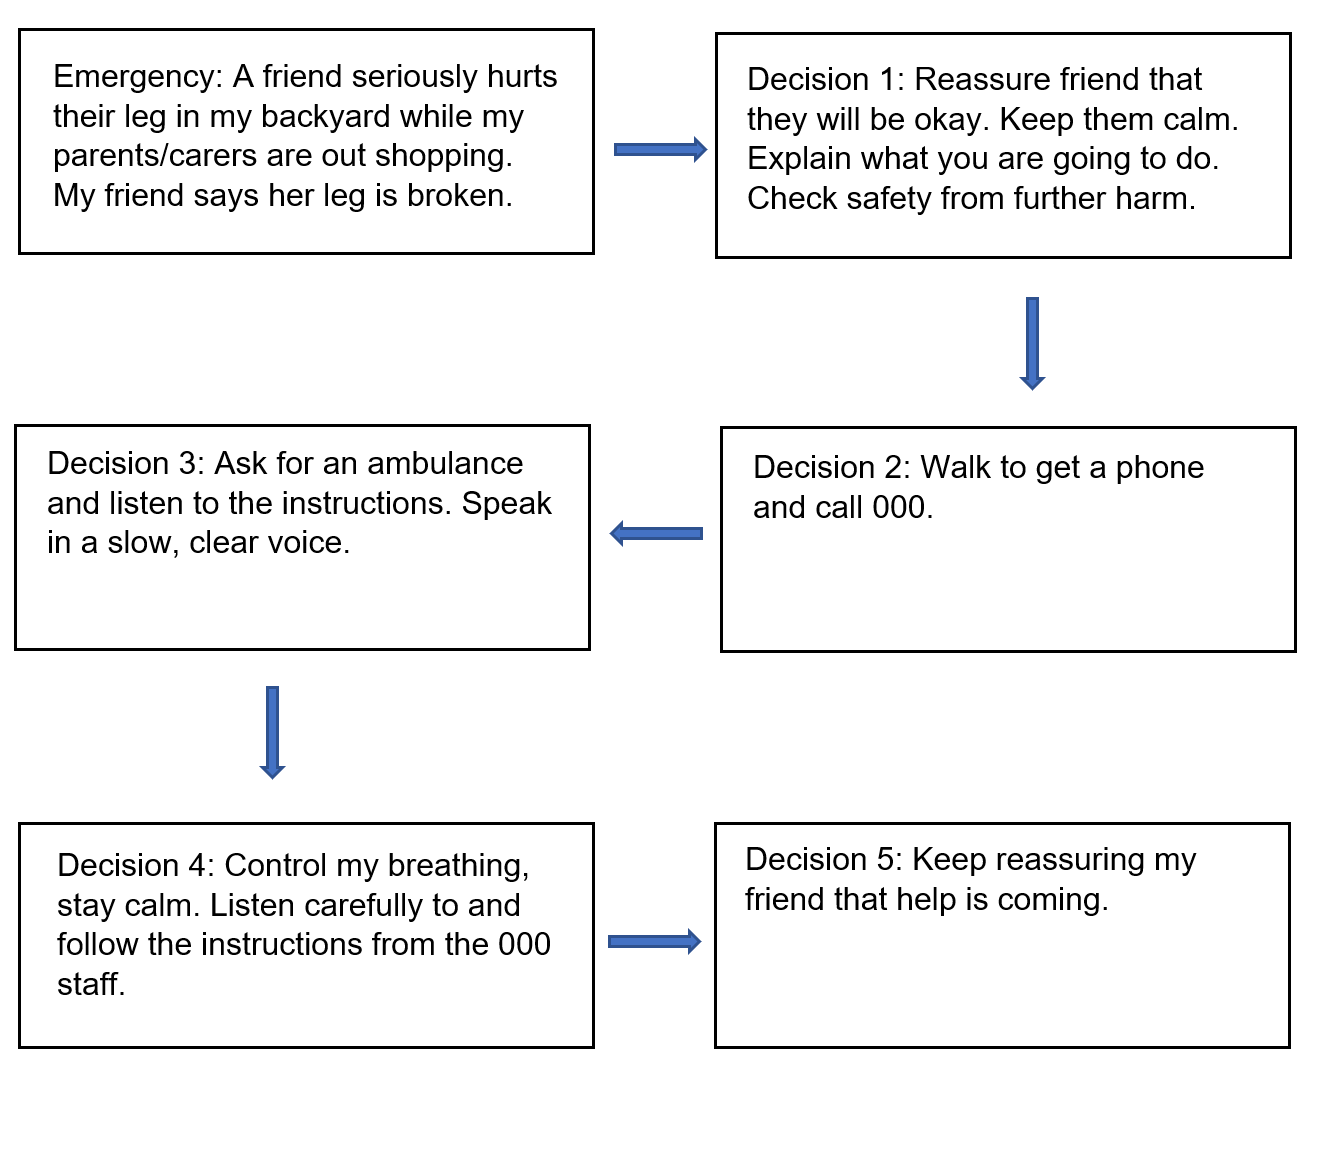 Emergency: A friend seriously hurts
their leg in my backyard while my
parents/carers are out shopping.
My friend says her leg is broken.
Decision 1: Reassure friend that
they will be okay. Keep them calm.
Explain what you are going to do.
Check safety from further harm.
Decision 2: Walk to get a phone
and call 000.
Decision 3: Ask for an ambulance
and listen to the instructions. Speak
in a slow, clear voice.
Decision 4: Control my breathing,
stay calm. Listen carefully to and
follow the instructions from the 000
staff.
Decision 5: Keep reassuring my
friend that help is coming.